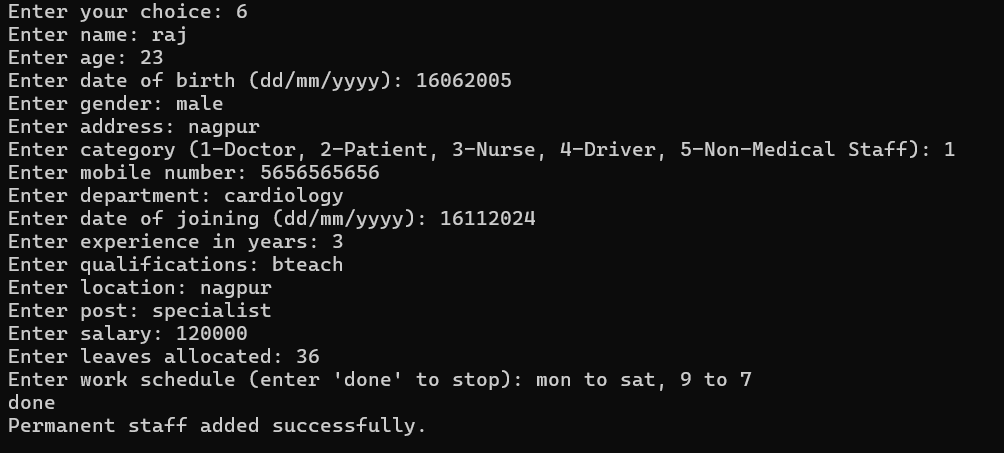 Enter your choice: 6
Enter name: raj
Enter age: 23
Enter date of birth (dd/mm/yyyy): 16062005
Enter gender: male
Enter address: nagpur
Enter category (1-Doctor, 2-Patient, 3-Nurse, 4-Driver, 5-Non-Medical Staff): 1
Enter mobile number: 5656565656
Enter department: cardiology
Enter date of joining (dd/mm/yyyy): 16112024
Enter experience in years: 3
Enter qualifications: bteach
Enter location: nagpur
Enter post: specialist
Enter salary: 120000
Enter leaves allocated: 36
Enter work schedule (enter 'done' to stop): mon to sat, 9 to 7
done
Permanent staff added successfully.